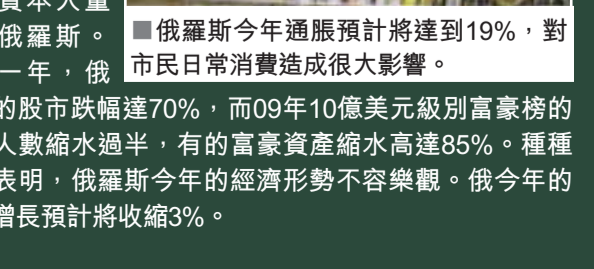 資本大量
俄羅斯。
一年，俄
■俄羅斯今年通脹預計將達到19%，對
市民日常消費造成很大影響。
的股市跌幅達70%，而09年10億美元級別富豪榜的
人數縮水過半，有的富豪資產縮水高達85%。種種
表明，俄羅斯今年的經濟形勢不容樂觀。俄今年的
增長預計將收縮3%。